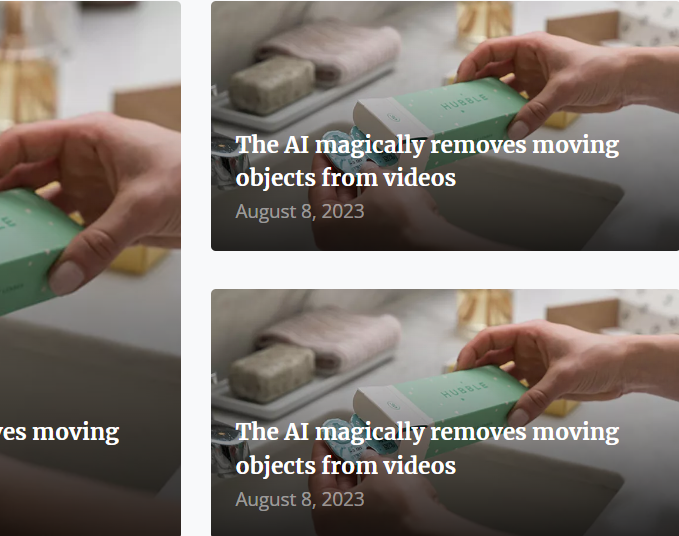 ves moving
HUBBLE
The AI magically removes moving
objects from videos
August 8, 2023
HUBBLE
The AI magically removes moving
objects from videos
August 8, 2023